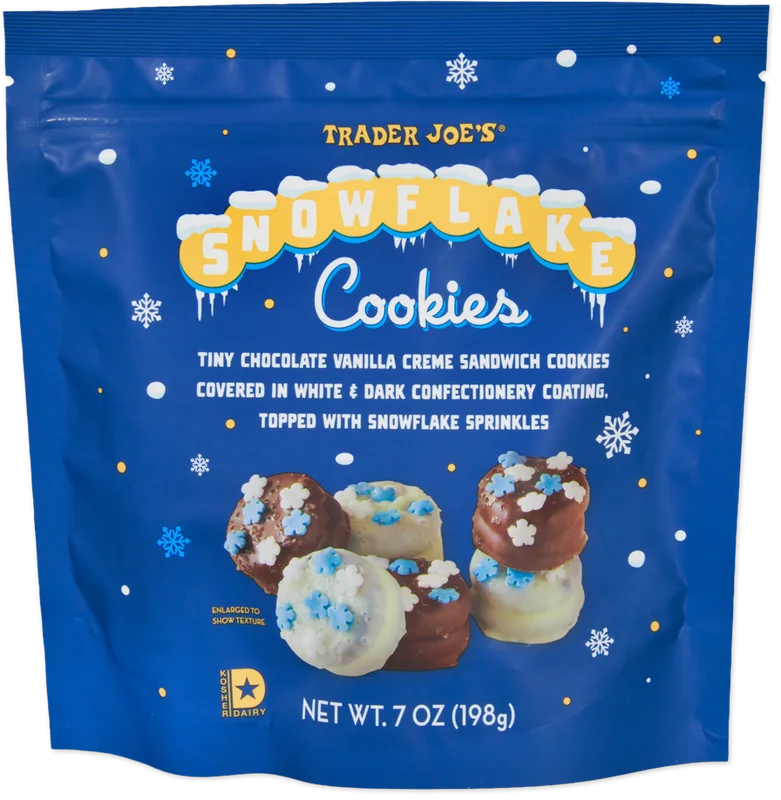 TRADER JOE'S®
SNOWFLAKE
Cookies
TINY CHOCOLATE VANILLA CREME SANDWICH COOKIES
COVERED IN WHITE & DARK CONFECTIONERY COATING,
TOPPED WITH SNOWFLAKE SPRINKLES
ENLARGED TO
SHOW TEXTURE
KOSHER
DAIRY
NET WT. 7 OZ (198g)